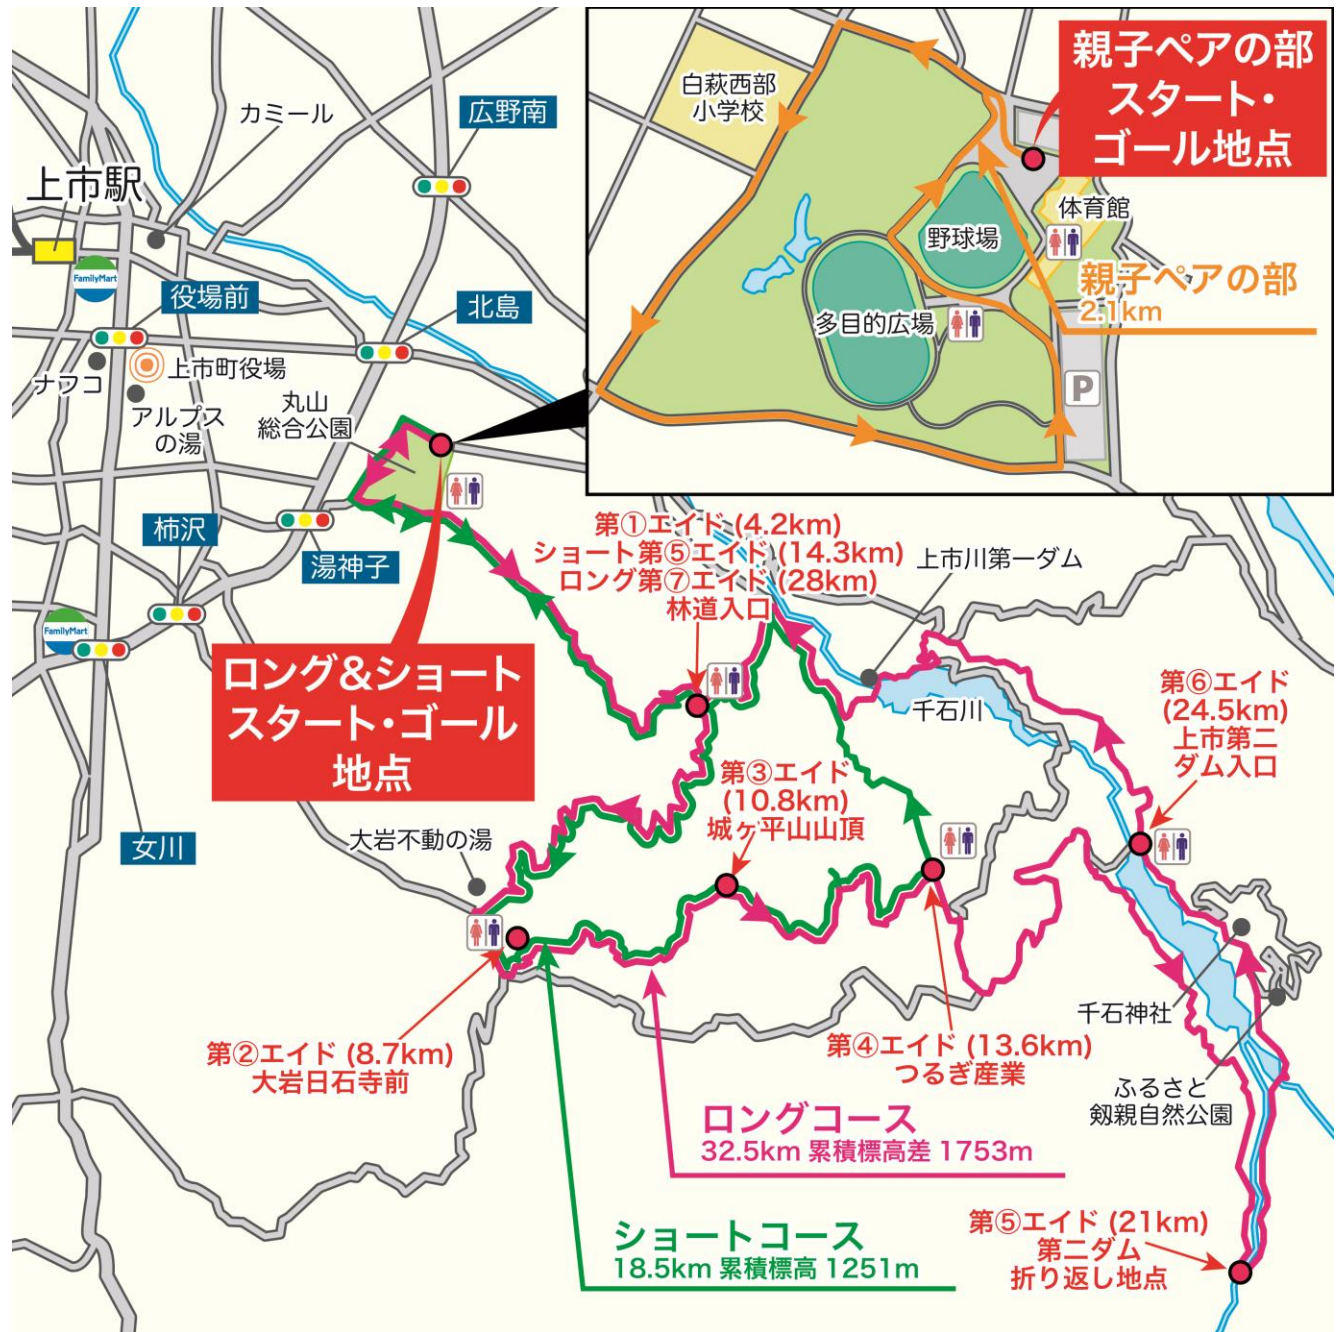 親子ペアの部
スタート・
ゴール地点
白萩西部
小学校
体育館
野球場
親子ペアの部
2.1km
多目的広場
P
カミール
広野南
上市駅
FamilyMart
役場前
北島
ナフコ
上市町役場
アルプス
の湯
丸山
総合公園
柿沢
湯神子
FamilyMart
女川
ロング&ショート
スタート・ゴール
地点
第①エイド (4.2km)
ショート第⑤エイド (14.3km)
ロング第⑦エイド (28km)
林道入口
上市川第一ダム
千石川
第⑥エイド
(24.5km)
上市第二
ダム入口
第③エイド
(10.8km)
城ヶ平山山頂
大岩不動の湯
第②エイド (8.7km)
大岩日石寺前
第④エイド (13.6km)
つるぎ産業
千石神社
ふるさと
剱親自然公園
ロングコース
32.5km 累積標高差 1753m
ショートコース
18.5km 累積標高 1251m
第⑤エイド (21km)
第二ダム
折り返し地点